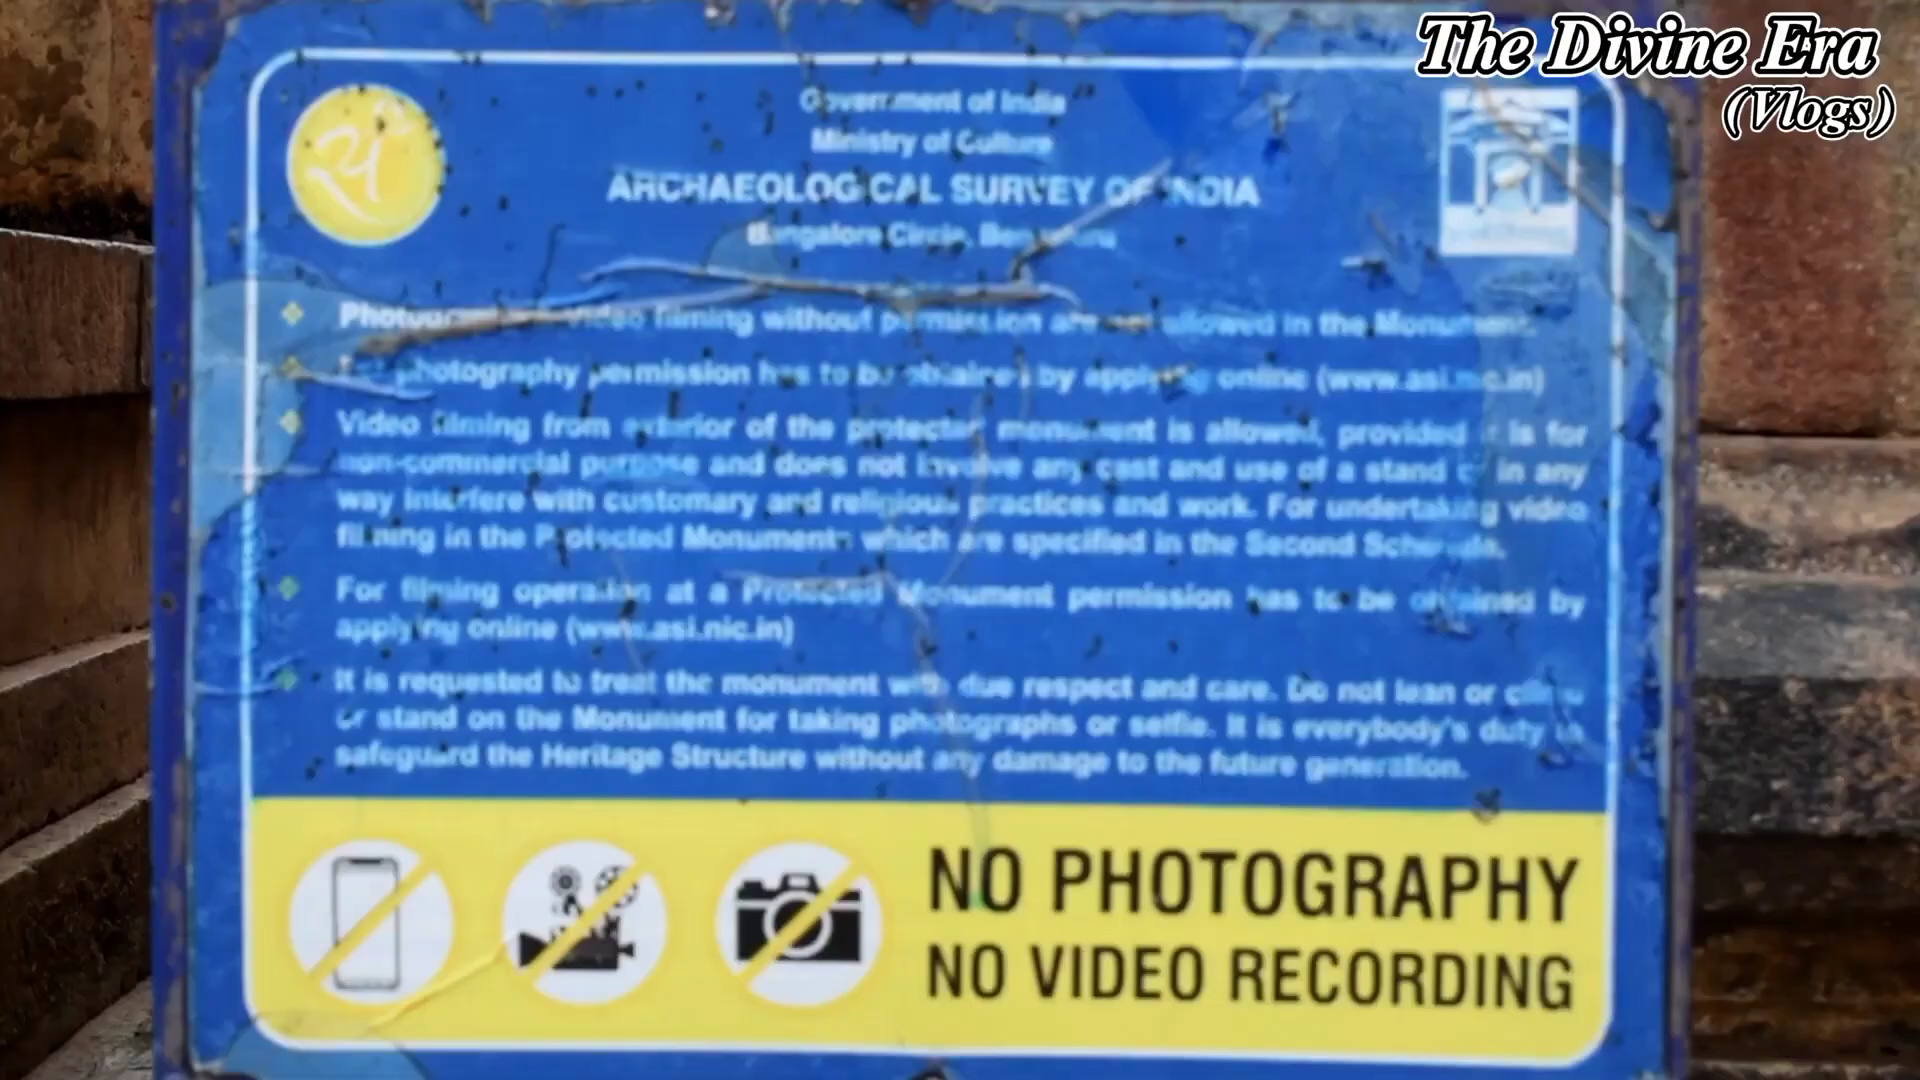 The Divine Era
(Vlogs)
Government of India
Ministry of Culture
ARCHAEOLOGICAL SURVEY OF INDIA
Bangalore Circle,
Video filming without permission are not allowed in the Monument.
photography permission has to be obtained by applying online (www.asi.nic.in)
Video filming from exterior of the protected monument is allowed, provided it is for
non-commercial purpose and does not involve any cast and use of a stand or in any
way interfere with customary and religious practices and work. For undertaking video
filming in the Protected Monuments which are specified in the Second Schedule.
For filming operation at a Protected Monument permission has to be obtained by
applying online (www.asi.nic.in)
It is requested to treat the monument with due respect and care. Do not lean or climb
or stand on the Monument for taking photographs or selfie. It is everybody's duty to
safeguard the Heritage Structure without any damage to the future generation.
NO PHOTOGRAPHY
NO VIDEO RECORDING